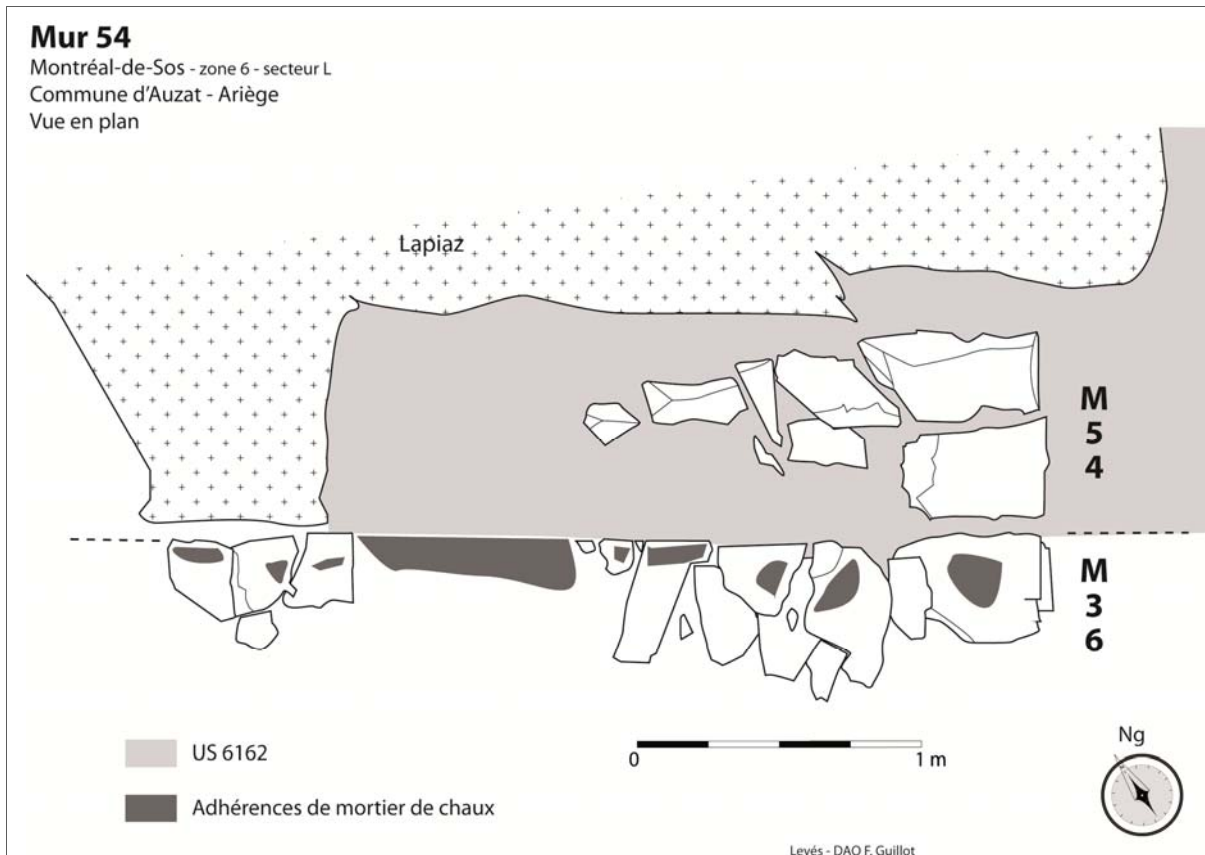 Mur 54
Montréal-de-Sos - zone 6 - secteur L
Commune d'Auzat - Ariège
Vue en plan
Lapiaz
M
5
4
M
3
6
US 6162
Adhérences de mortier de chaux
0
1 m
Ng
Levés - DAO F. Guillot